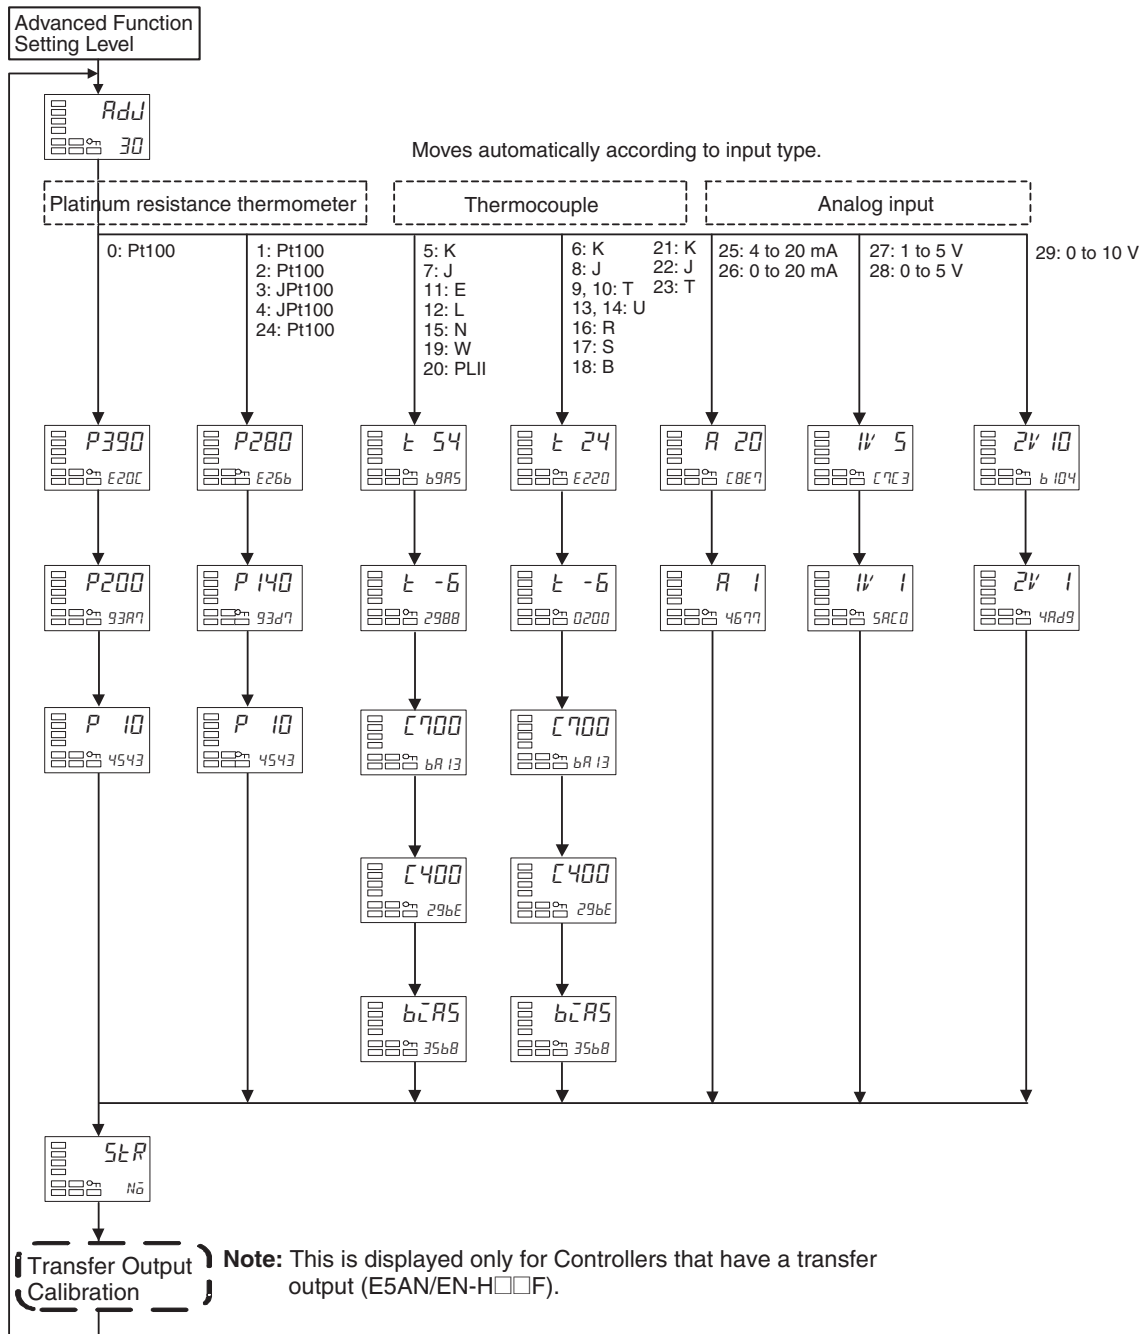 Advanced Function
Setting Level
AdJ
30
Moves automatically according to input type.
Platinum resistance thermometer
Thermocouple
Analog input
0: Pt100
1: Pt100
2: Pt100
3: JPt100
4: JPt100
24: Pt100
5: K
7: J
11: E
12: L
15: N
19: W
20: PLII
6: K
8: J
9, 10: T
13, 14: U
16: R
17: S
18: B
21: K
22: J
23: T
25: 4 to 20 mA
26: 0 to 20 mA
27: 1 to 5 V
28: 0 to 5 V
29: 0 to 10 V
P390
E20C
P280
E26b
t 54
b9A5
t 24
E220
A 20
C8E7
1V 5
C7C3
2V 10
b104
P200
93A7
P140
93d7
t -6
2988
t -6
0200
A 1
4677
1V 1
5AC0
2V 1
4Ad9
P 10
4543
P 10
4543
C700
bA13
C700
bA13
C400
29bE
C400
29bE
biAS
35b8
biAS
35b8
StR
No
Transfer Output
Calibration
Note: This is displayed only for Controllers that have a transfer
output (E5AN/EN-H□□F).